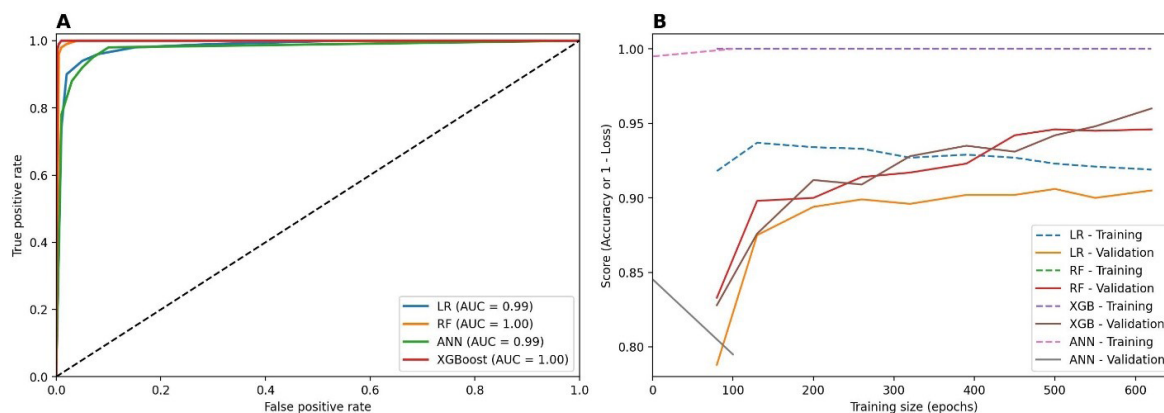 A
1.0
0.8
0.6
0.4
0.2
0.0
True positive rate
0.0
0.2
0.4
0.6
0.8
1.0
False positive rate
LR (AUC = 0.99)
RF (AUC = 1.00)
ANN (AUC = 0.99)
XGBoost (AUC = 1.00)
B
1.00
0.95
0.90
0.85
0.80
Score (Accuracy or 1 - Loss)
0
100
200
300
400
500
600
Training size (epochs)
LR - Training
LR - Validation
RF - Training
RF - Validation
XGB - Training
XGB - Validation
ANN - Training
ANN - Validation